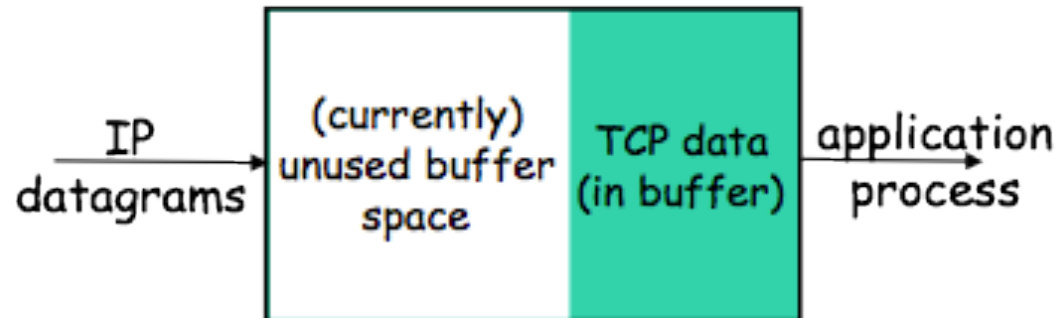 IP
datagrams
(currently)
unused buffer
space
TCP data
(in buffer)
application
process